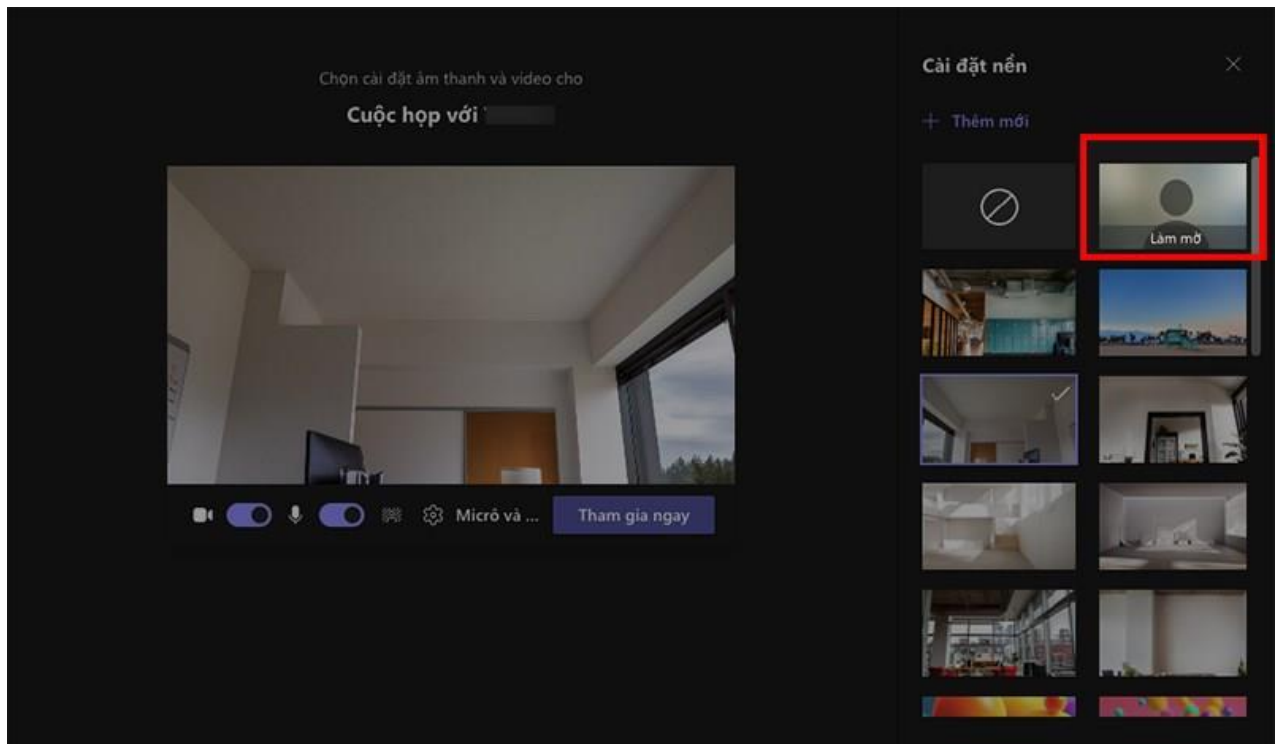 Chọn cài đặt âm thanh và video cho
Cuộc họp với
Cài đặt nền
+ Thêm mới
Làm mờ
Micrô và ...
Tham gia ngay